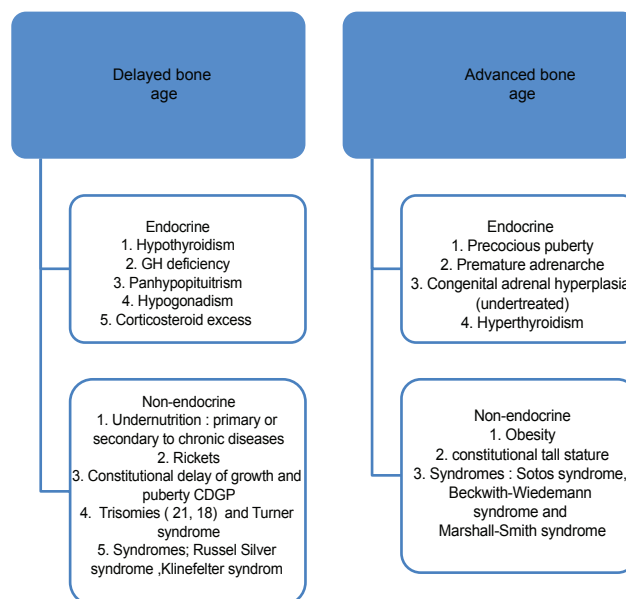 Delayed bone
age
Endocrine
1. Hypothyroidism
2. GH deficiency
3. Panhypopituitrism
4. Hypogonadism
5. Corticosteroid excess
Non-endocrine
1. Undernutrition : primary or
secondary to chronic diseases
2. Rickets
3. Constitutional delay of growth and
puberty CDGP
4. Trisomies ( 21, 18) and Turner
syndrome
5. Syndromes; Russel Silver
syndrome ,Klinefelter syndrom
Advanced bone
age
Endocrine
1. Precocious puberty
2. Premature adrenarche
3. Congenital adrenal hyperplasia
(undertreated)
4. Hyperthyroidism
Non-endocrine
1. Obesity
2. constitutional tall stature
3. Syndromes : Sotos syndrome,
Beckwith-Wiedemann
syndrome and
Marshall-Smith syndrome